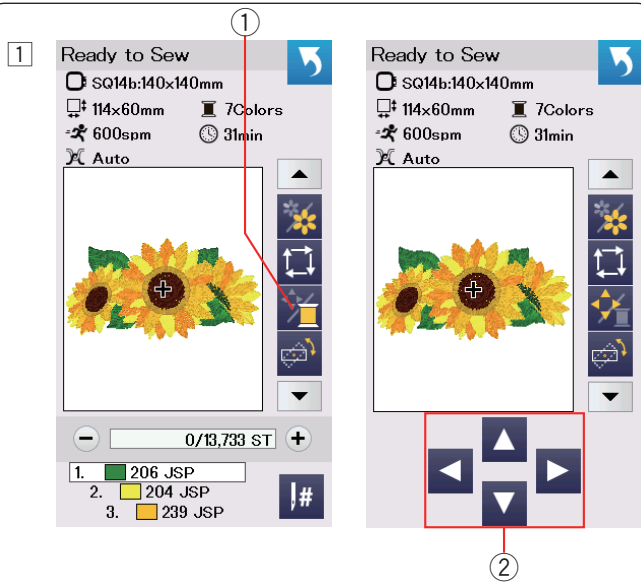 ①
1
Ready to Sew
SQ14b:140x140mm
114x60mm 7Colors
600spm 31min
Auto
0/13,733 ST
1. 206 JSP
2. 204 JSP
3. 239 JSP
#
Ready to Sew
SQ14b:140x140mm
114x60mm 7Colors
600spm 31min
Auto
②